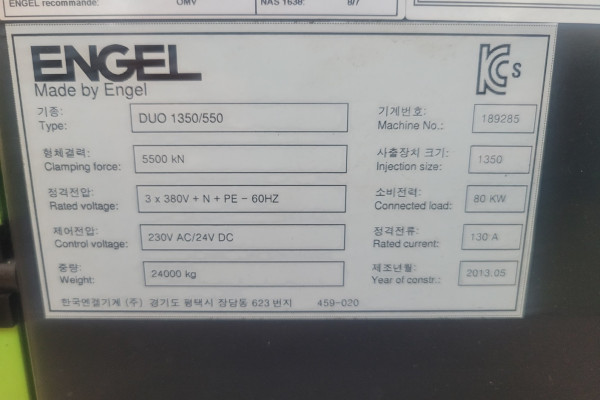 ENGEL recommande: OMV NAS 1638: 8/7
ENGEL
Made by Engel
KCs
기종: DUO 1350/550 기계번호: 189285
Type: Machine No.:
형체결력: 5500 kN 사출장치 크기: 1350
Clamping force: Injection size:
정격전압: 3 x 380V + N + PE - 60HZ 소비전력: 80 KW
Rated voltage: Connected load:
제어전압: 230V AC/24V DC 정격전류: 130 A
Control voltage: Rated current:
중량: 24000 kg 제조년월: 2013.05
Weight: Year of constr.:
한국엔겔기계 (주) 경기도 평택시 장당동 623 번지 459-020